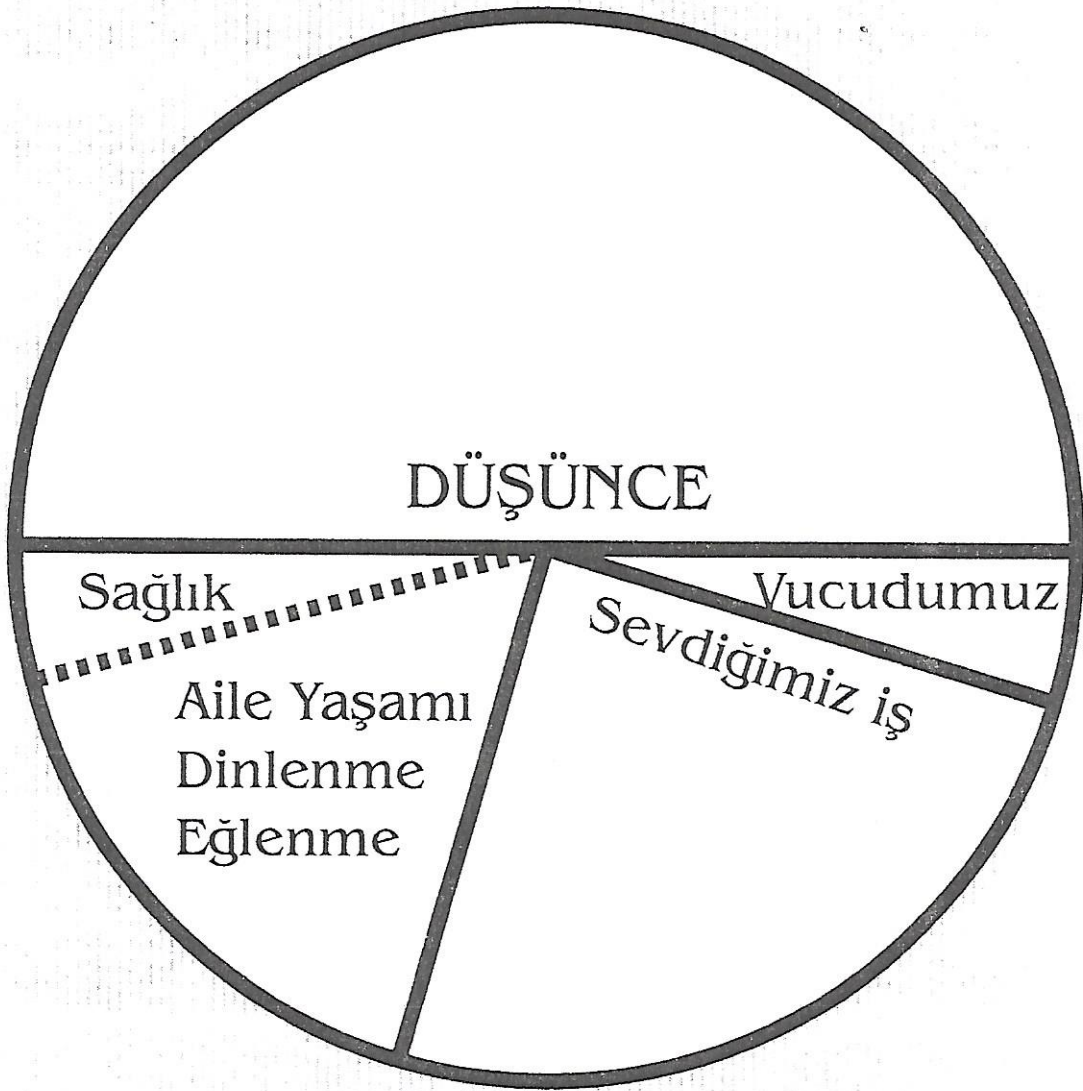 DÜŞÜNCE
Sağlık
Vucudumuz
Sevdiğimiz iş
Aile Yaşamı
Dinlenme
Eğlenme